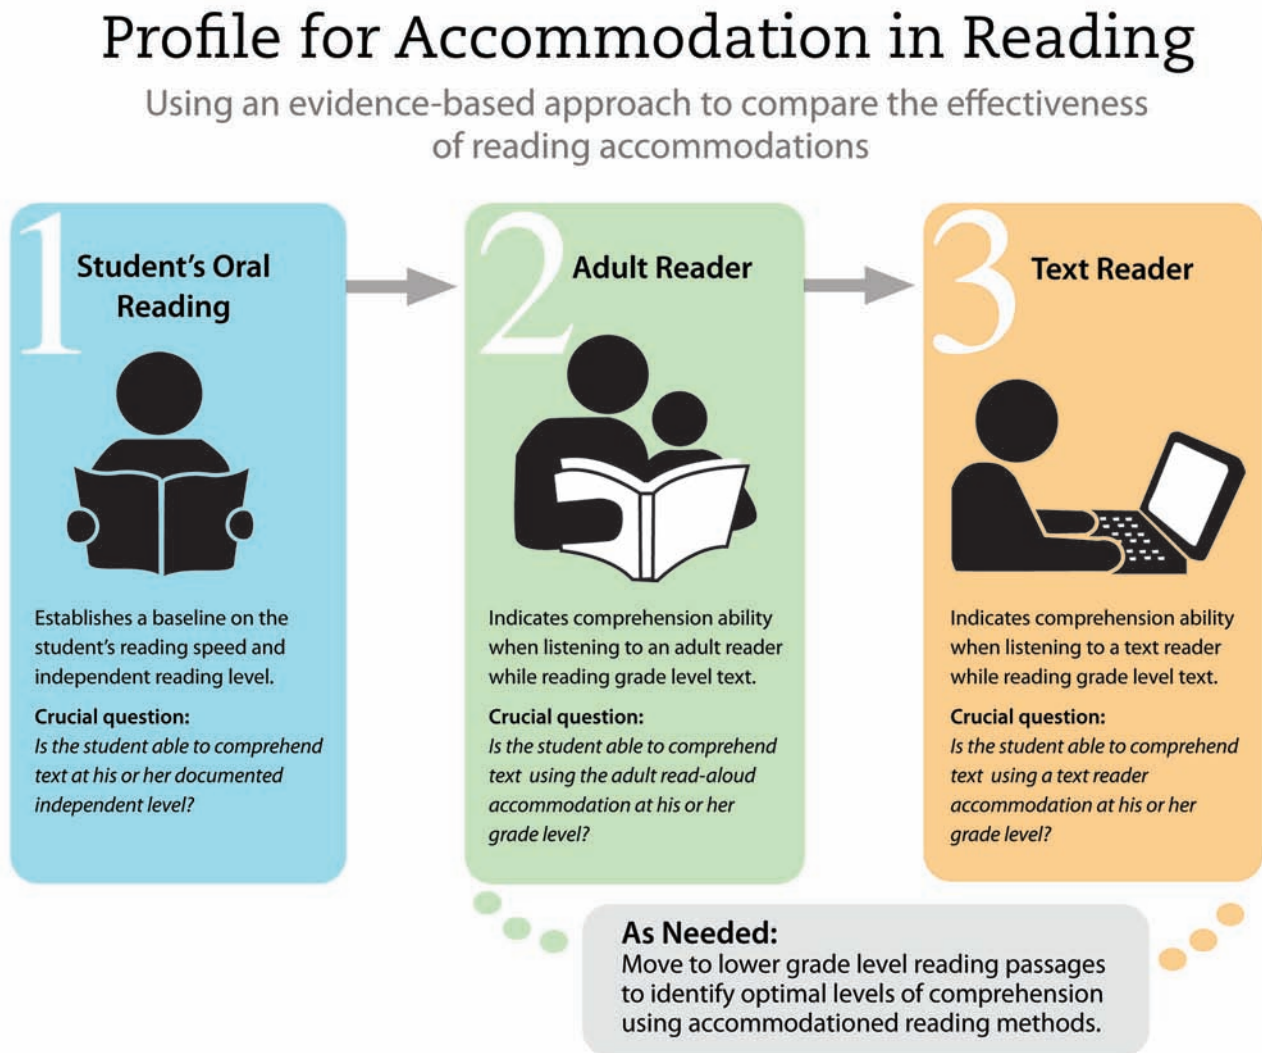 Profile for Accommodation in Reading
Using an evidence-based approach to compare the effectiveness
of reading accommodations
1
Student's Oral
Reading
Establishes a baseline on the
student's reading speed and
independent reading level.
Crucial question:
Is the student able to comprehend
text at his or her documented
independent level?
2
Adult Reader
Indicates comprehension ability
when listening to an adult reader
while reading grade level text.
Crucial question:
Is the student able to comprehend
text using the adult read-aloud
accommodation at his or her
grade level?
3
Text Reader
Indicates comprehension ability
when listening to a text reader
while reading grade level text.
Crucial question:
Is the student able to comprehend
text using a text reader
accommodation at his or her
grade level?
As Needed:
Move to lower grade level reading passages
to identify optimal levels of comprehension
using accommodationed reading methods.